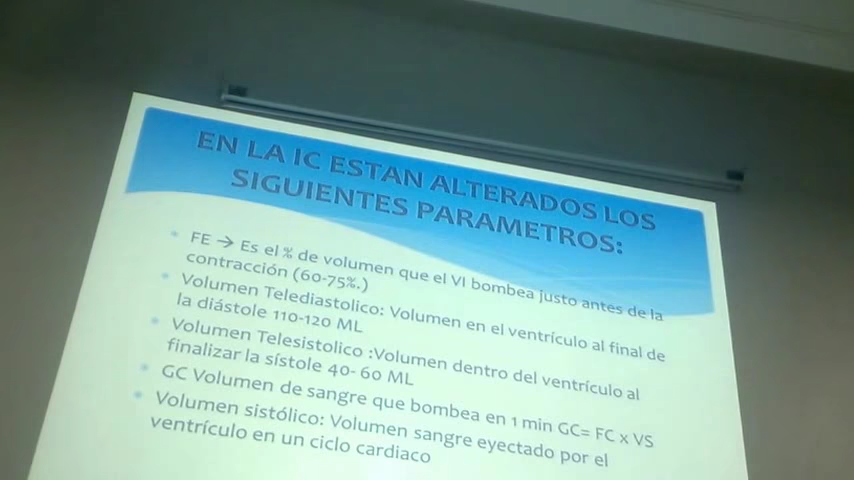 EN LA IC ESTAN ALTERADOS LOS
SIGUIENTES PARAMETROS:
FE → Es el % de volumen que el VI bombea justo antes de la
contracción (60-75%.)
Volumen Telediastolico: Volumen en el ventrículo al final de
la diástole 110-120 ML
Volumen Telesistolico :Volumen dentro del ventrículo al
finalizar la sístole 40- 60 ML
GC Volumen de sangre que bombea en 1 min GC= FC x VS
Volumen sistólico: Volumen sangre eyectado por el
ventrículo en un ciclo cardiaco